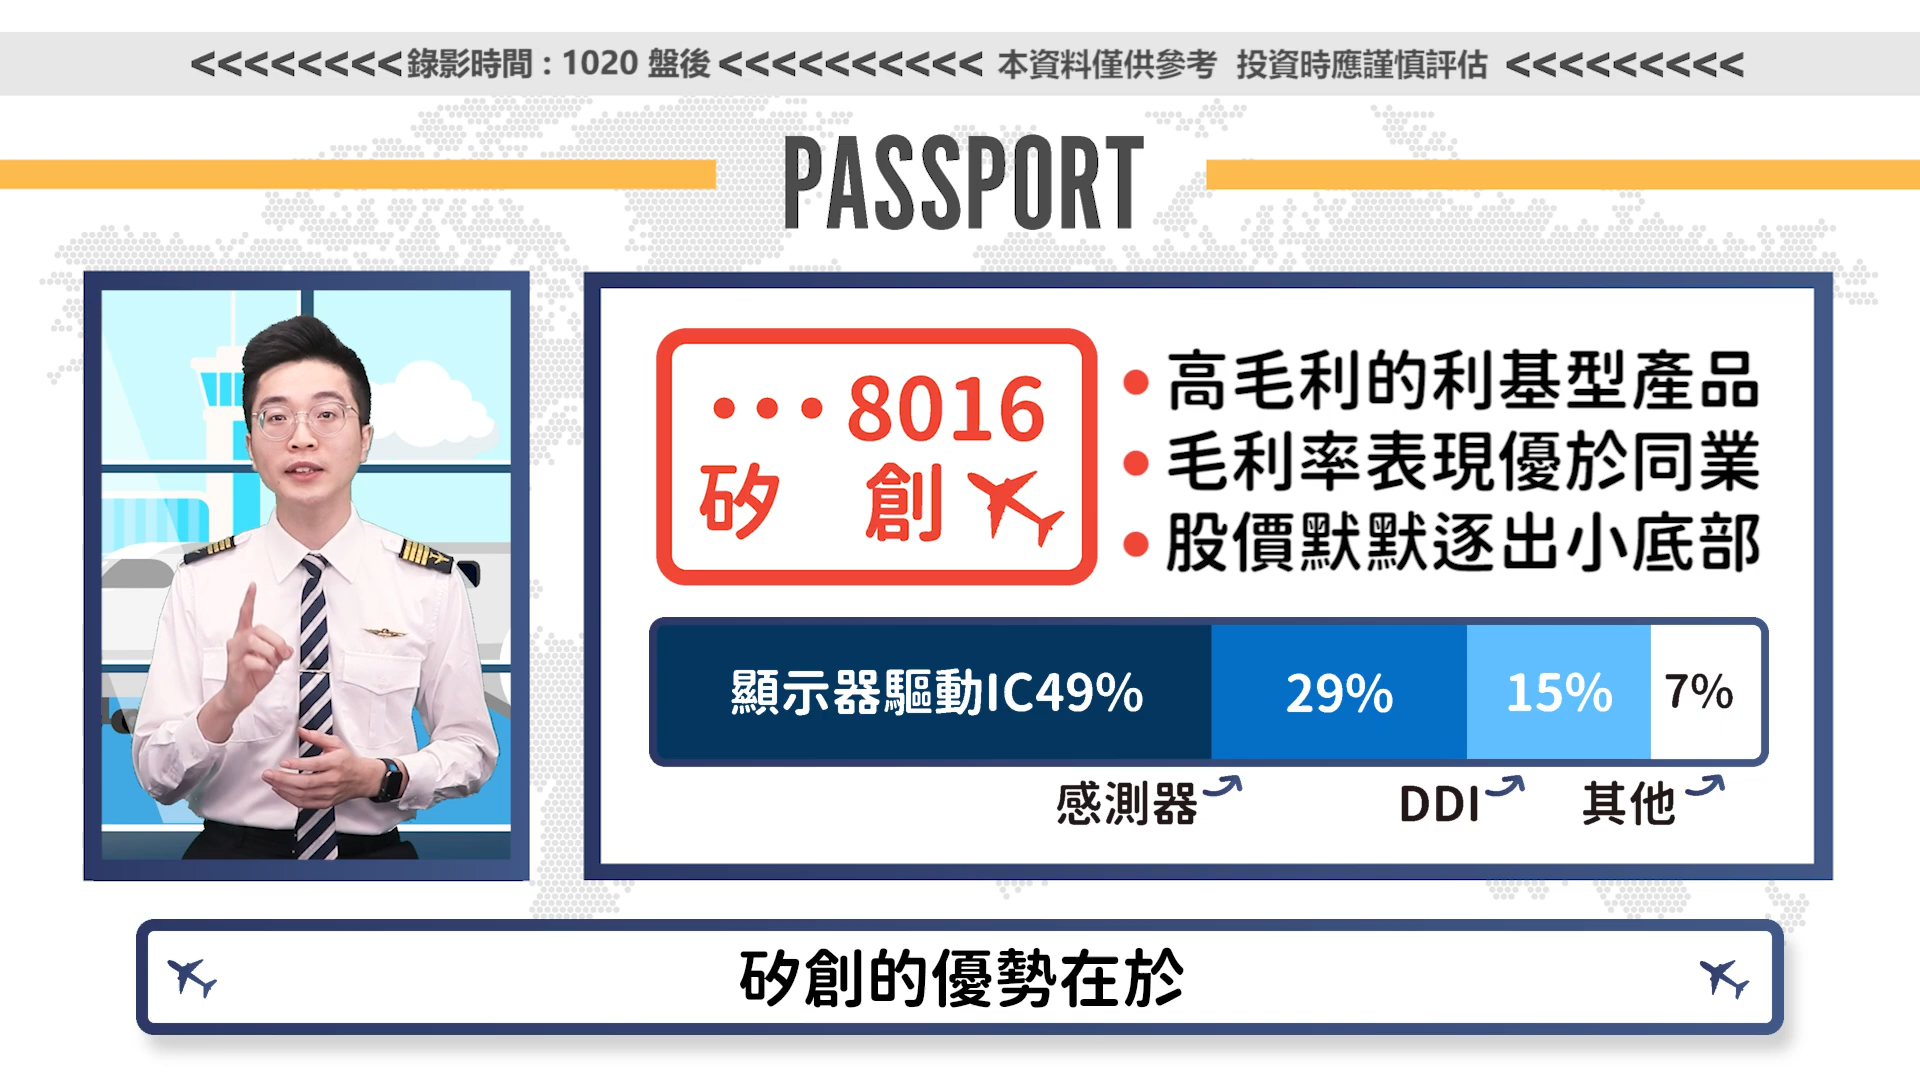 <<<<<<<<錄影時間：1020 盤後<<<<<<<<<< 本資料僅供參考 投資時應謹慎評估 <<<<<<<<<
PASSPORT
•••8016
矽創
• 高毛利的利基型產品
• 毛利率表現優於同業
• 股價默默逐出小底部
顯示器驅動IC49%
29%
15%
7%
感測器
DDI
其他
矽創的優勢在於